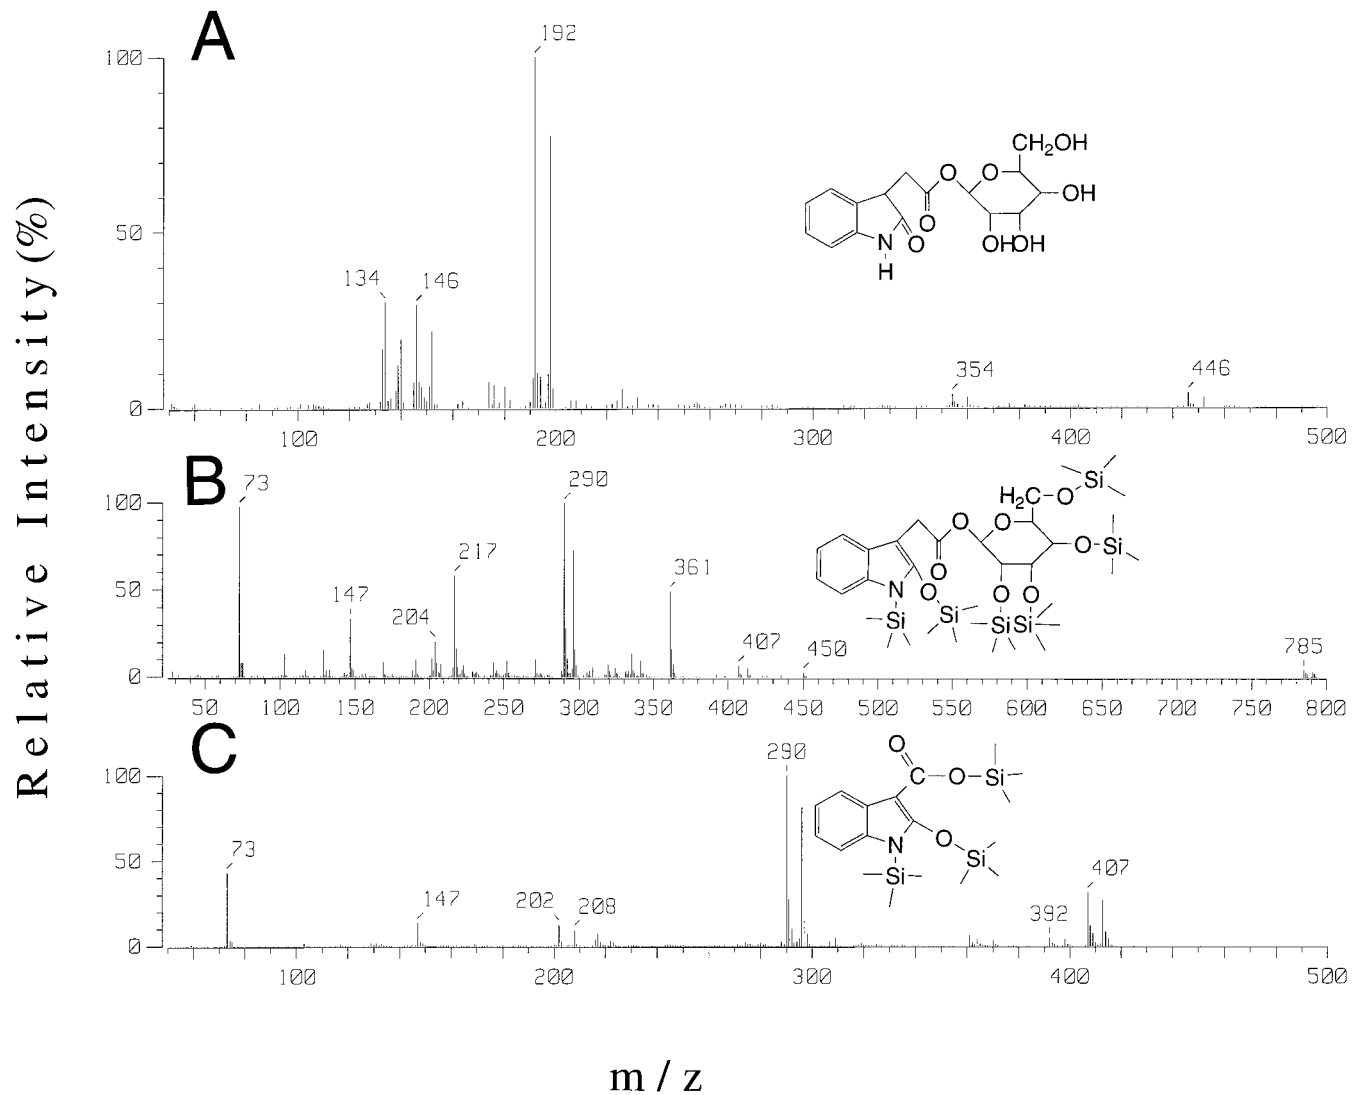 Relative Intensity (%)
A
100
50
0
192
134
146
354
446
100
200
300
400
500
CH2OH
O
O
OH
O
OH
OH
N
O
H
B
100
50
0
73
290
217
361
147
204
407
450
785
50
100
150
200
250
300
350
400
450
500
550
600
650
700
750
800
H2C
O
Si
O
O
O
Si
O
N
O
O
O
Si
Si
Si
Si
C
100
50
0
290
73
147
202
208
392
407
100
200
300
400
500
O
C
O
Si
O
N
Si
Si
m / z